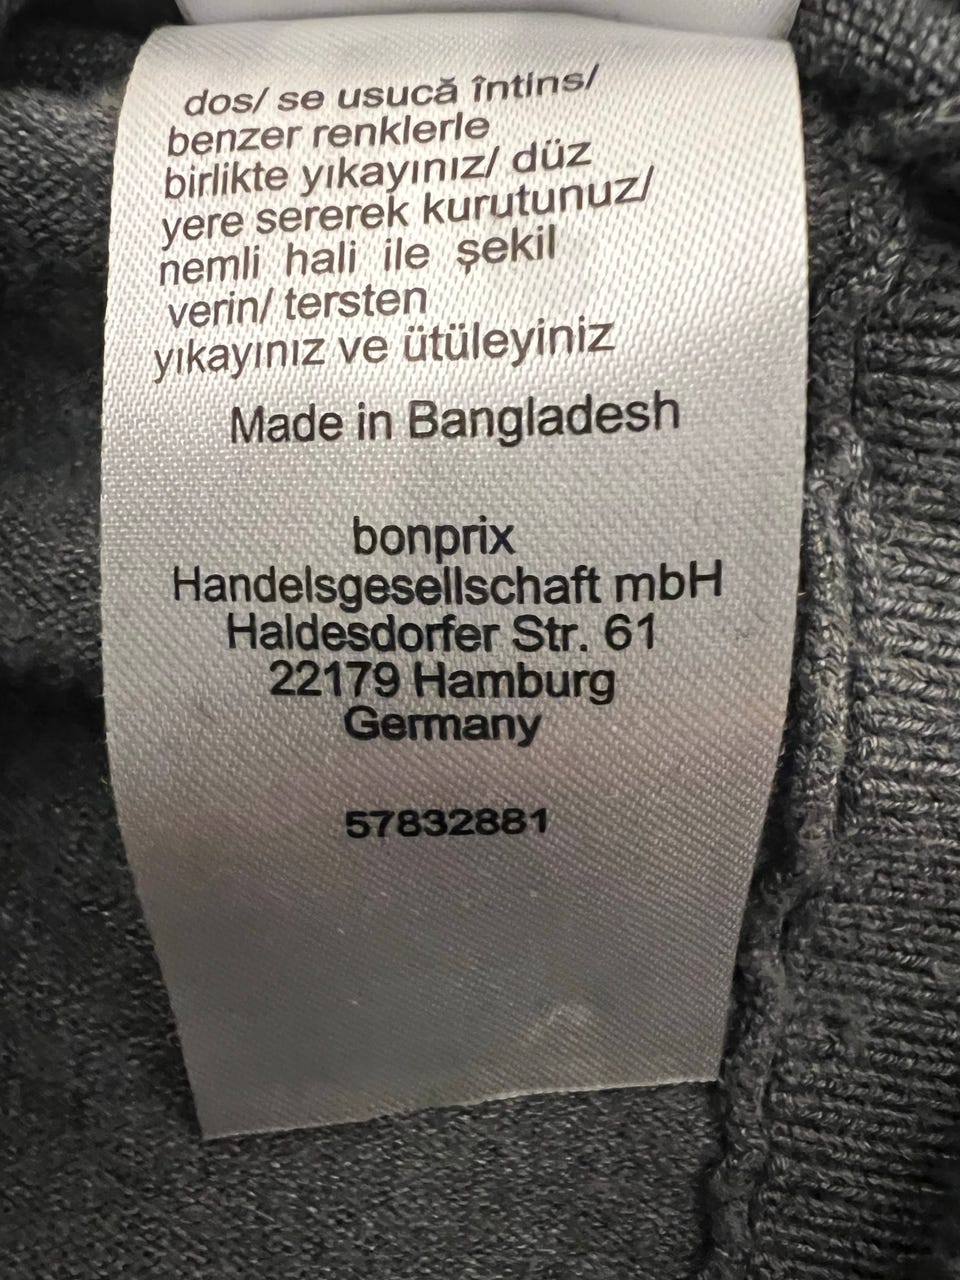 dos/ se usucă întins/
benzer renklerle
birlikte yıkayınız/ düz
yere sererek kurutunuz/
nemli hali ile şekil
verin/ tersten
yıkayınız ve ütüleyiniz
Made in Bangladesh
bonprix
Handelsgesellschaft mbH
Haldesdorfer Str. 61
22179 Hamburg
Germany
57832881